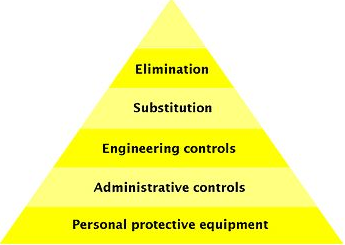 Elimination
Substitution
Engineering controls
Administrative controls
Personal protective equipment